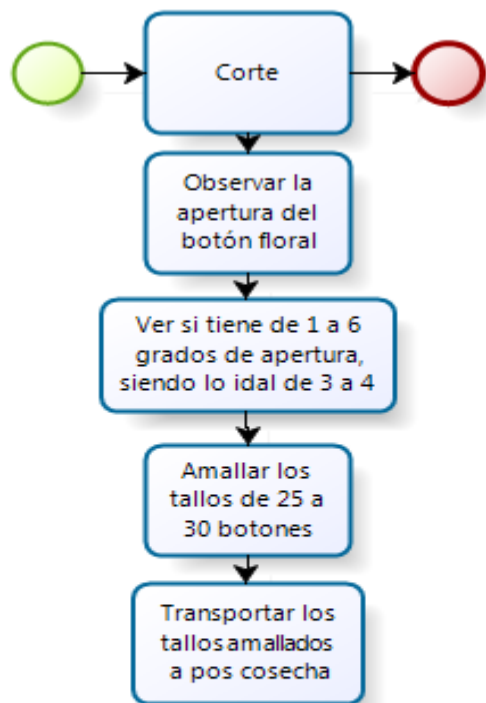 Corte
Observar la
apertura del
botón floral
Ver si tiene de 1 a 6
grados de apertura,
siendo lo idal de 3 a 4
Amallar los
tallos de 25 a
30 botones
Transportar los
tallos amallados
a pos cosecha